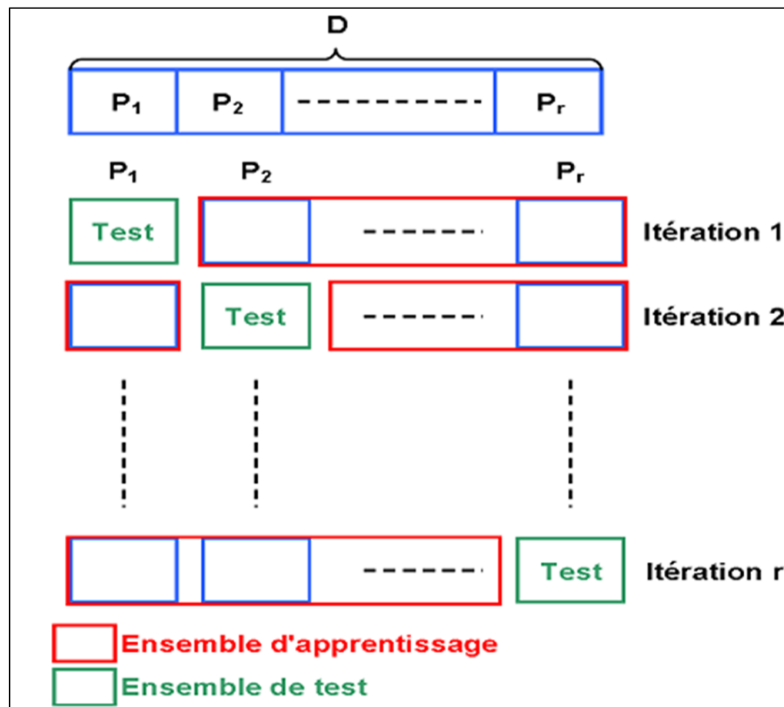 D
P₁ P₂ Pᵣ
P₁ P₂ Pᵣ
Test Itération 1
Test Itération 2
Test Itération r
Ensemble d'apprentissage
Ensemble de test